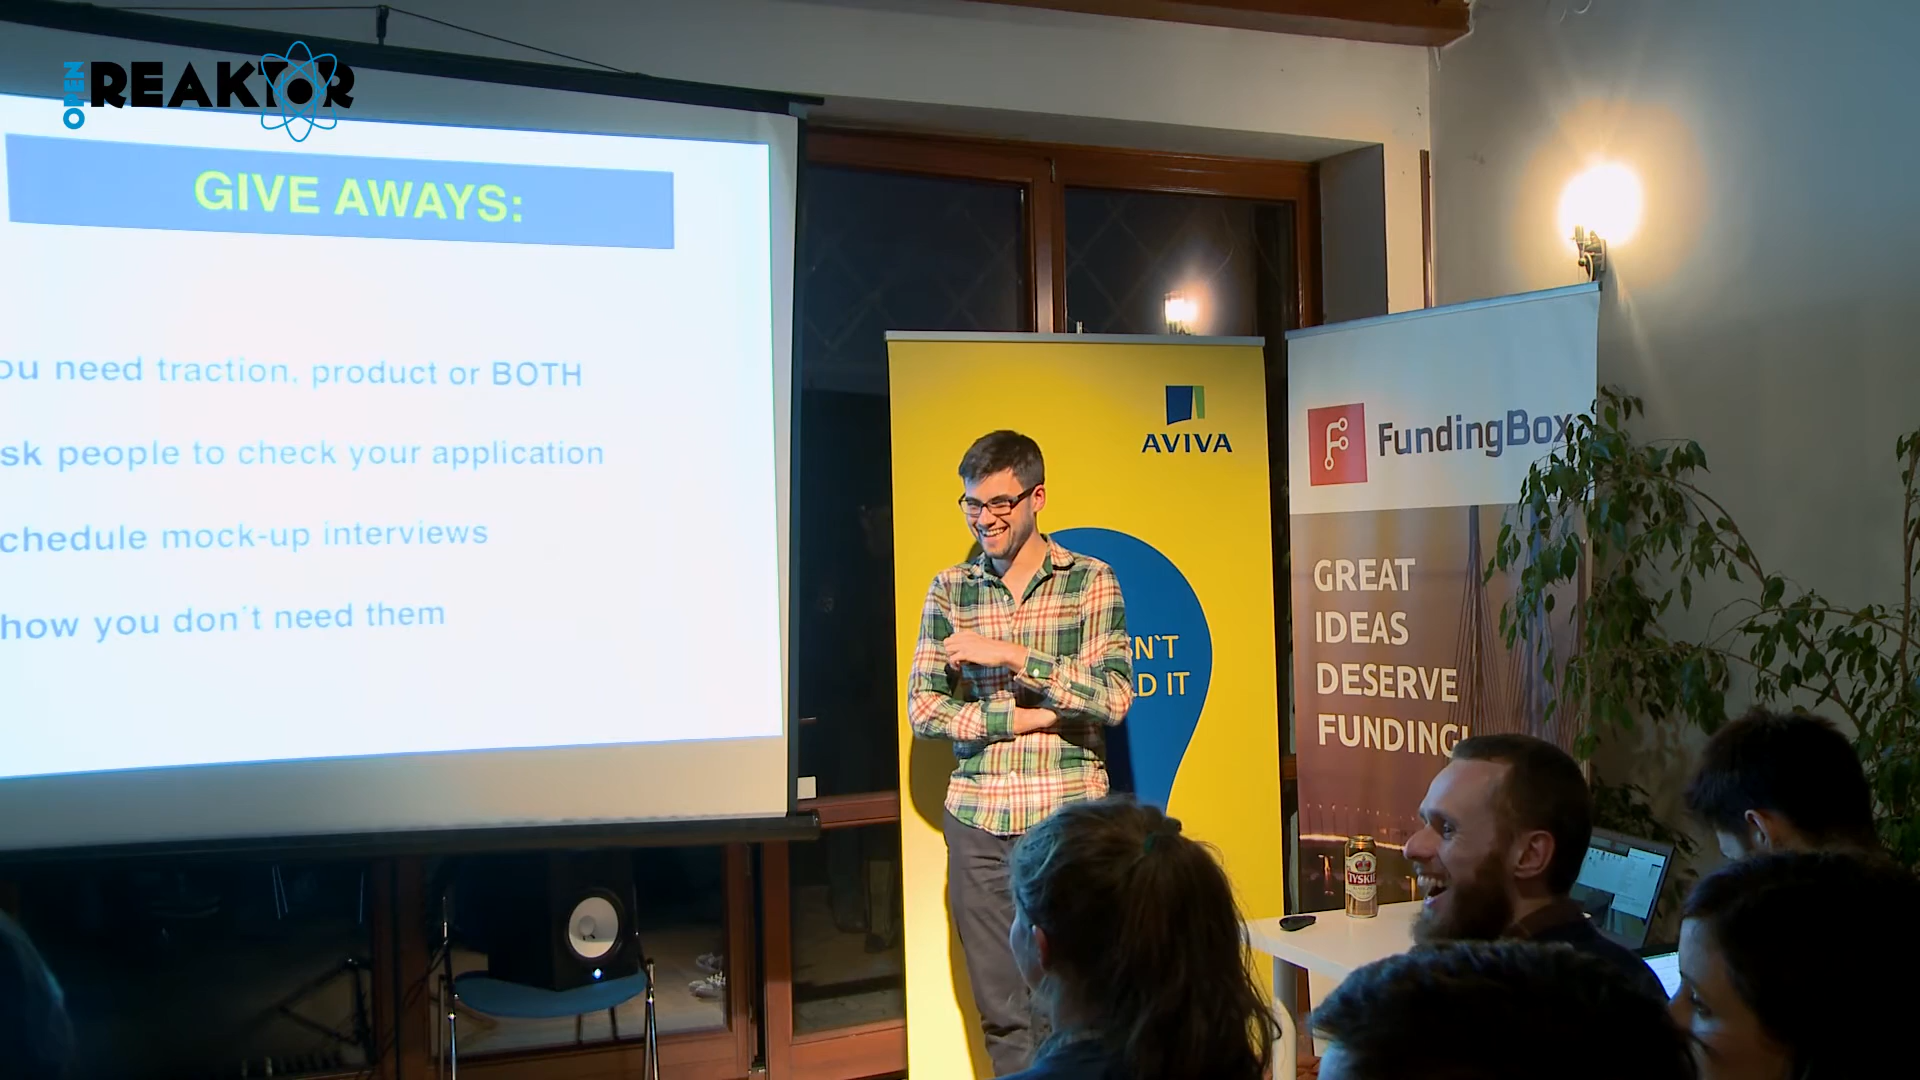 OPEN
REAKTOR
GIVE AWAYS:
ou need traction, product or BOTH
sk people to check your application
chedule mock-up interviews
how you don't need them
AVIVA
N'T
LD IT
FundingBox
GREAT
IDEAS
DESERVE
FUNDING!
TYSKIE